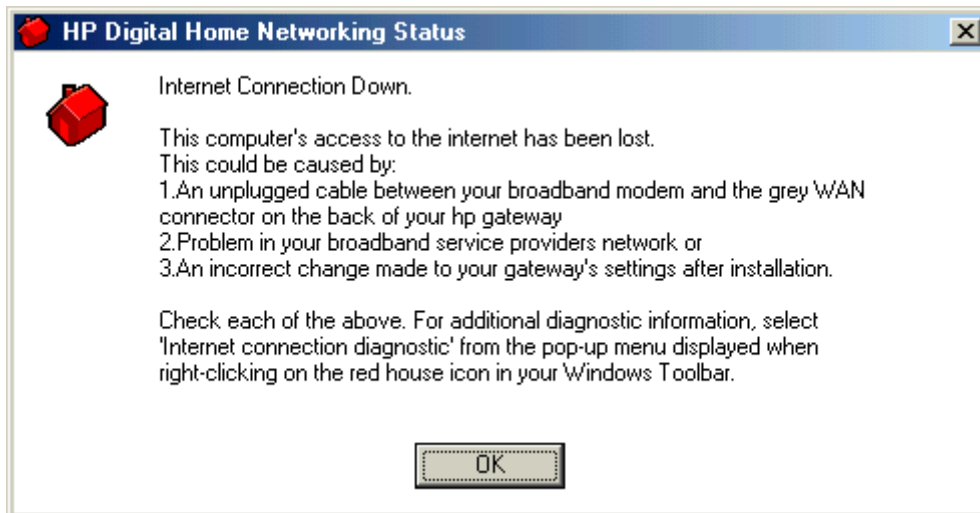 HP Digital Home Networking Status
Internet Connection Down.
This computer's access to the internet has been lost.
This could be caused by:
1.An unplugged cable between your broadband modem and the grey WAN
connector on the back of your hp gateway
2.Problem in your broadband service providers network or
3.An incorrect change made to your gateway's settings after installation.
Check each of the above. For additional diagnostic information, select
'Internet connection diagnostic' from the pop-up menu displayed when
right-clicking on the red house icon in your Windows Toolbar.
OK